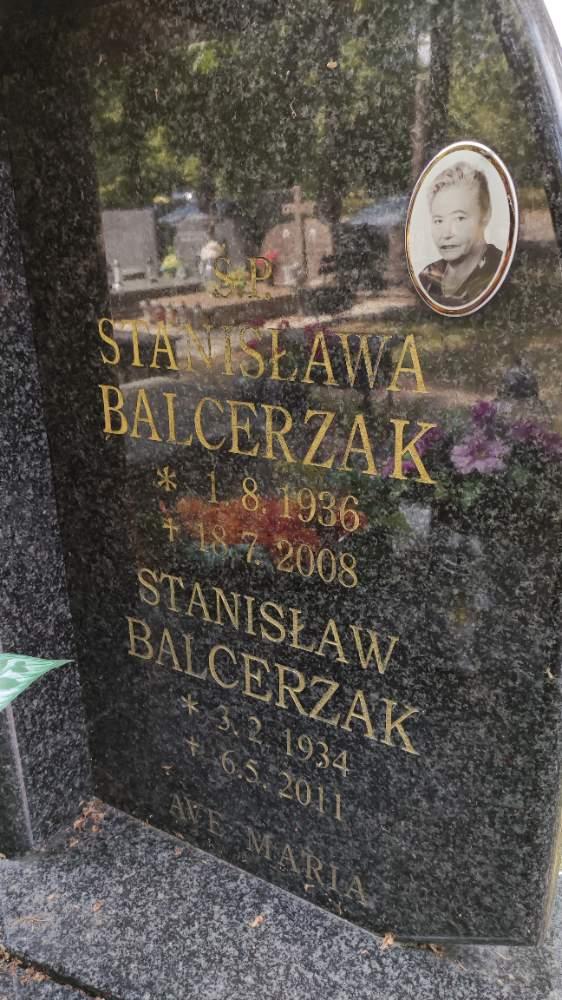 Ś.P.
STANISŁAWA
BALCERZAK
* 1.8.1936
+ 18.7.2008
STANISŁAW
BALCERZAK
* 3.2.1934
+ 6.5.2011
AVE MARIA